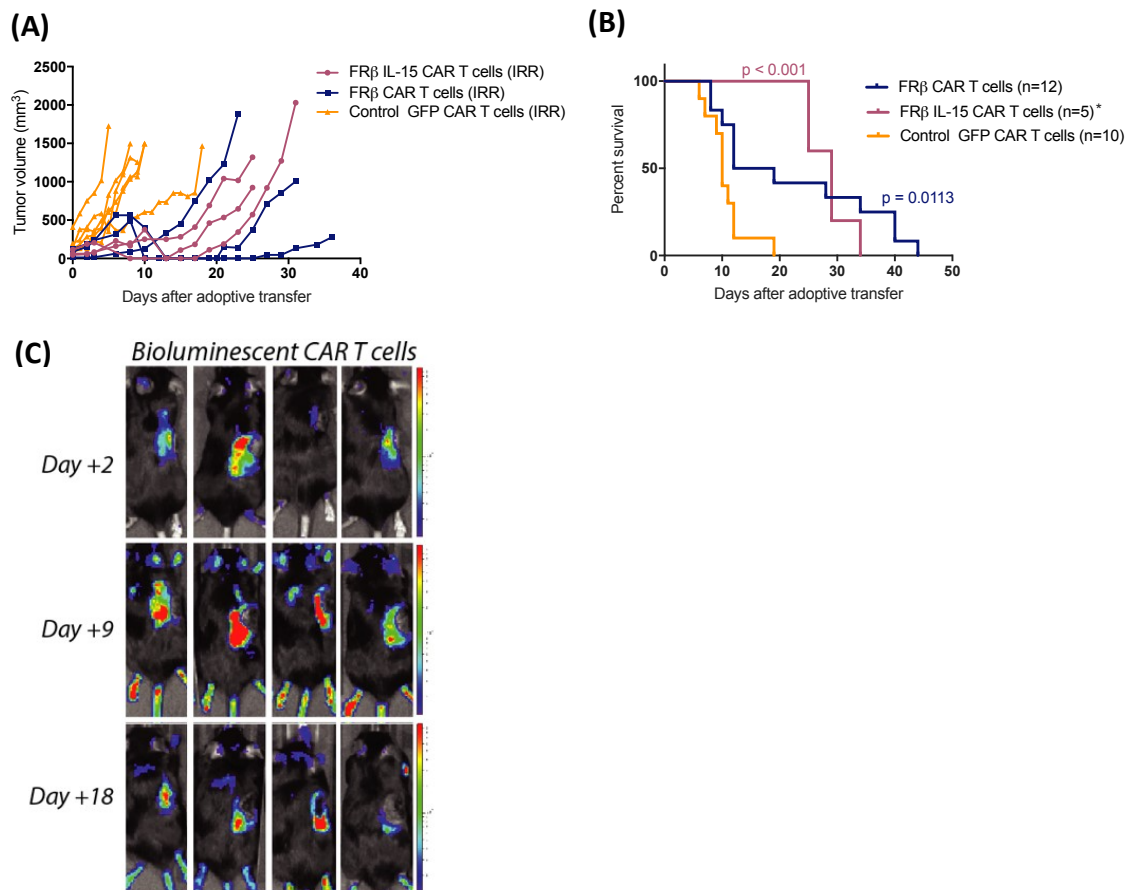 (A)
2500
2000
1500
1000
500
0
0 10 20 30 40
Tumor volume (mm³)
Days after adoptive transfer
FRβ IL-15 CAR T cells (IRR)
FRβ CAR T cells (IRR)
Control GFP CAR T cells (IRR)
(B)
100
50
0
0 10 20 30 40 50
Percent survival
Days after adoptive transfer
p < 0.001
p = 0.0113
FRβ CAR T cells (n=12)
FRβ IL-15 CAR T cells (n=5)*
Control GFP CAR T cells (n=10)
(C)
Bioluminescent CAR T cells
Day +2
Day +9
Day +18